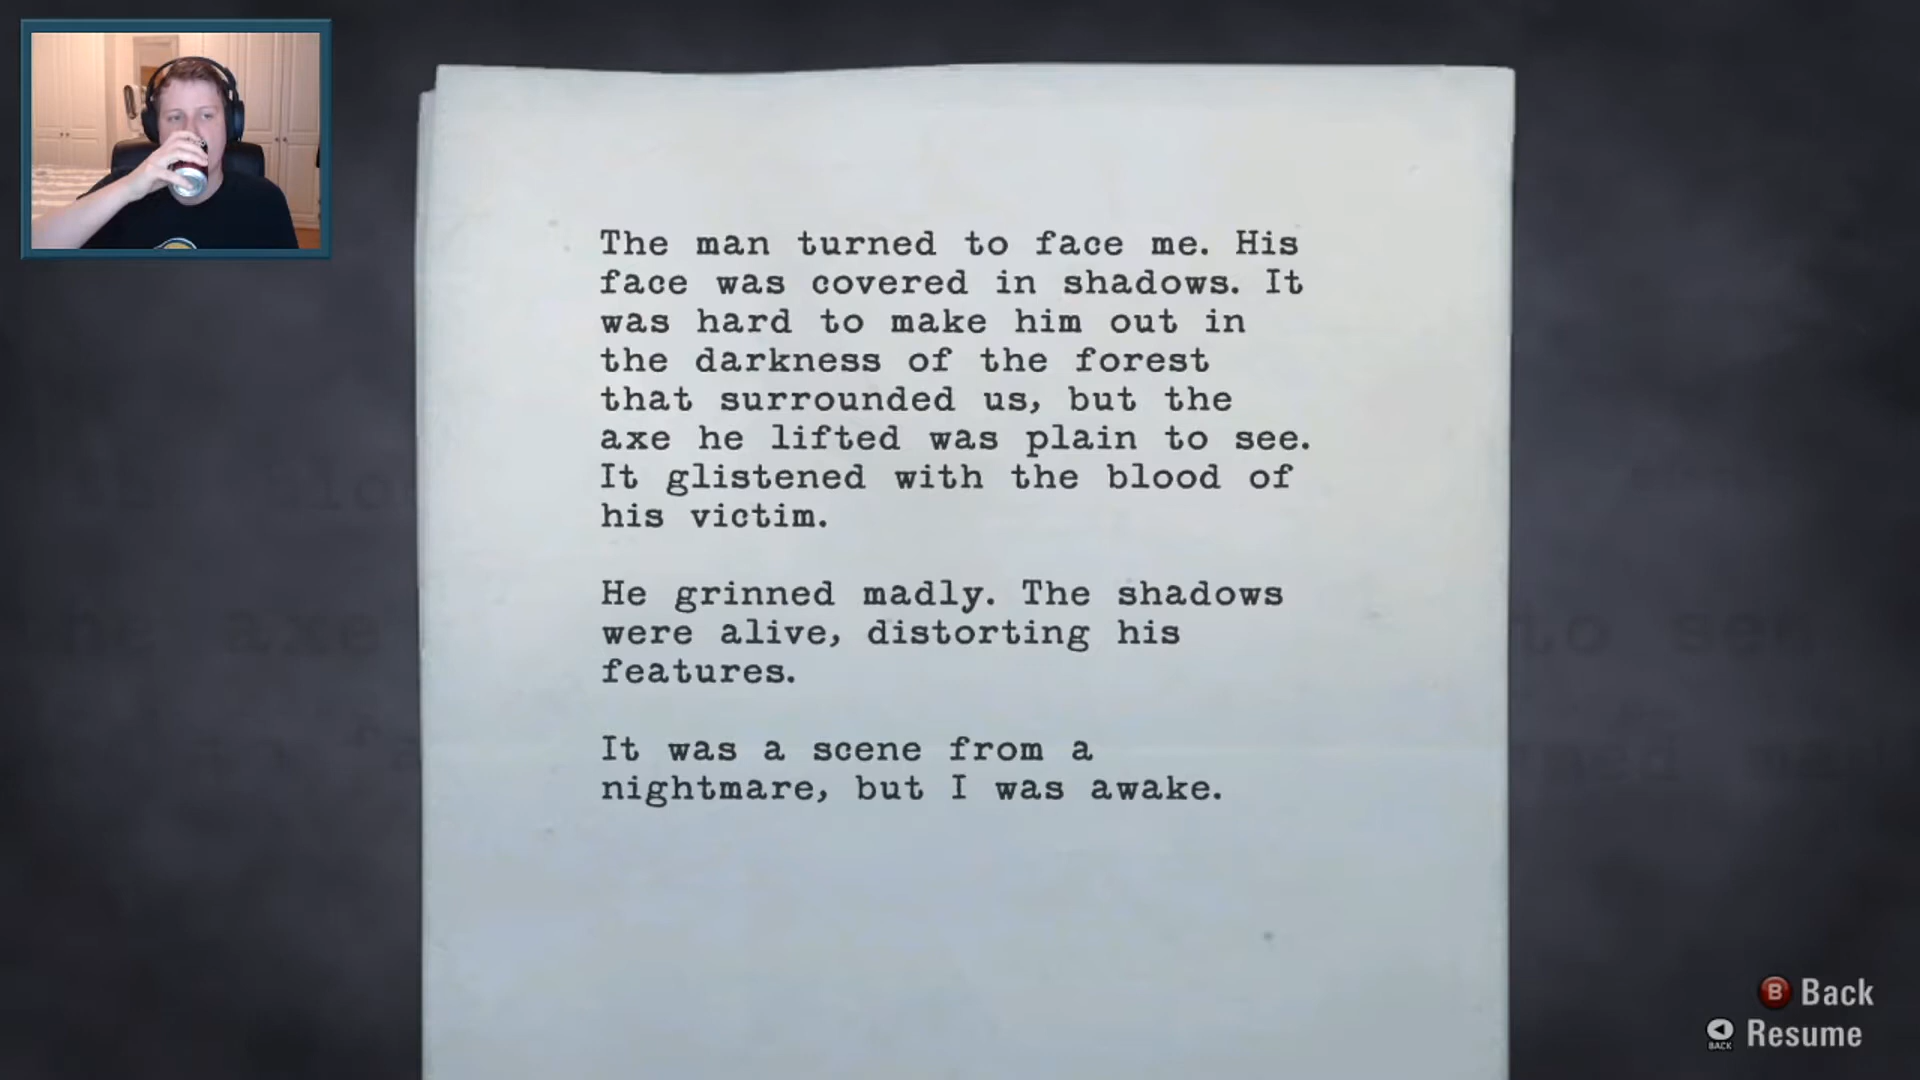 The man turned to face me. His
face was covered in shadows. It
was hard to make him out in
the darkness of the forest
that surrounded us, but the
axe he lifted was plain to see.
It glistened with the blood of
his victim.
He grinned madly. The shadows
were alive, distorting his
features.
It was a scene from a
nightmare, but I was awake.
B Back
BACK Resume